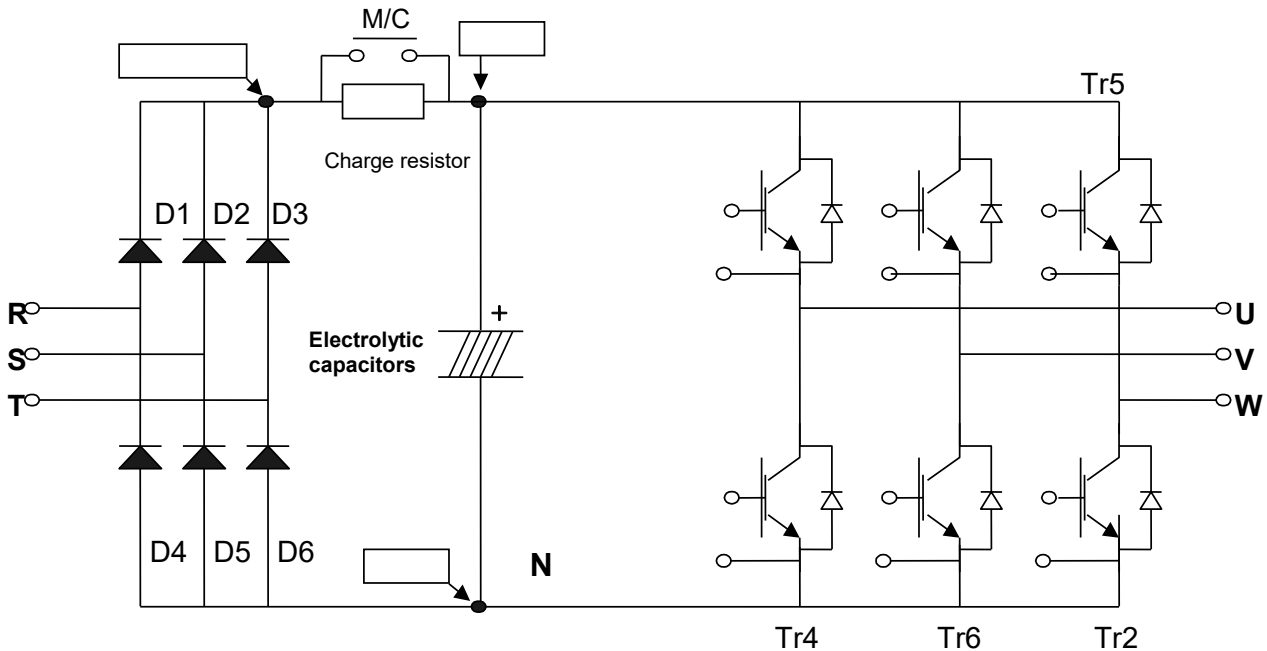 M/C
Tr5
Charge resistor
D1 D2 D3
R
S
T
+
Electrolytic
capacitors
U
V
W
D4 D5 D6
N
Tr4 Tr6 Tr2